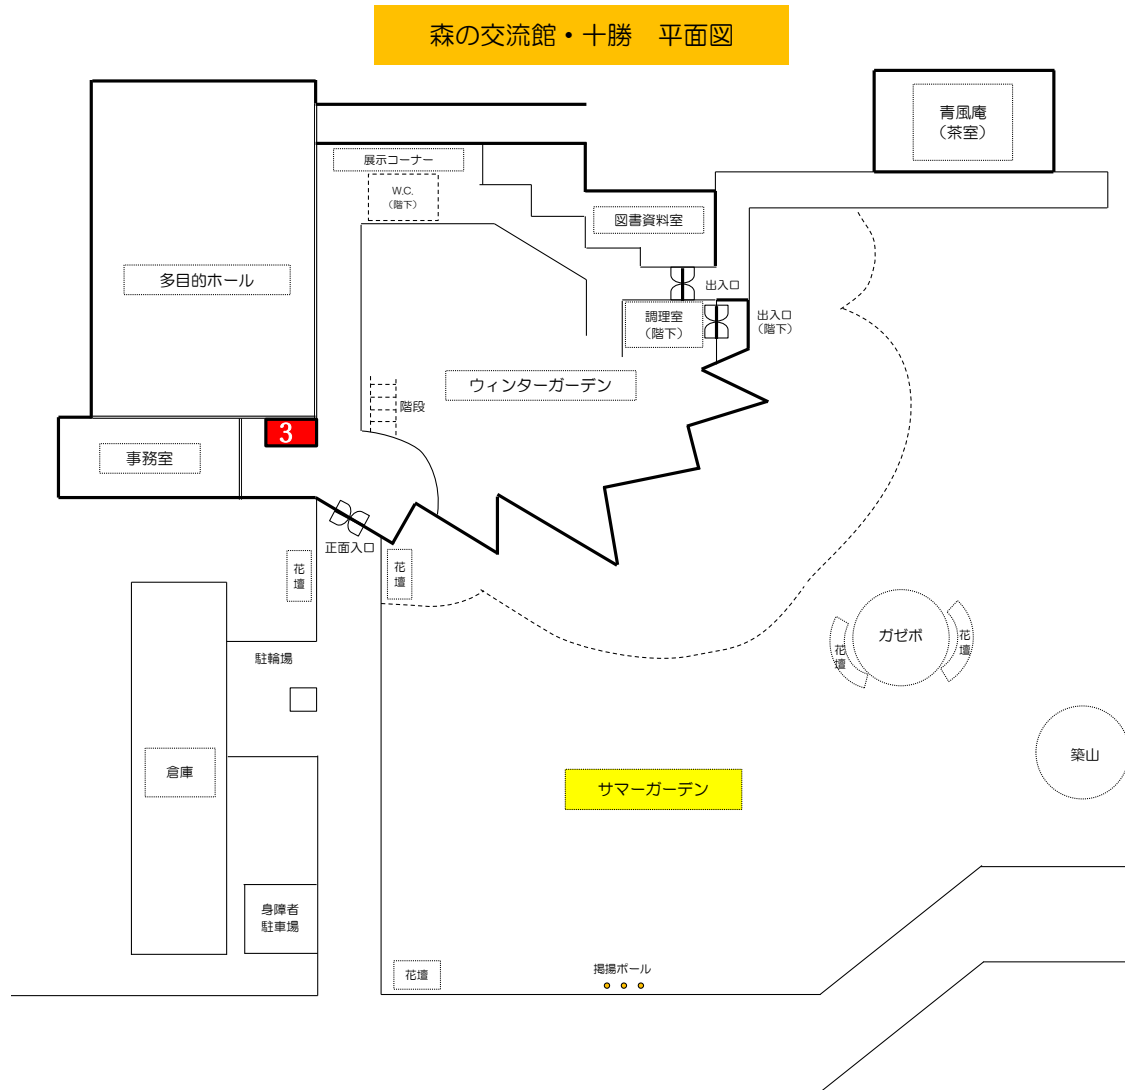 森の交流館・十勝　平面図
青風庵
（茶室）
展示コーナー
W.C.
（階下）
図書資料室
多目的ホール
出入口
調理室
（階下）
出入口
（階下）
ウィンターガーデン
階段
3
事務室
正面入口
花
壇
花
壇
ガゼボ
花
壇
花
壇
駐輪場
築山
倉庫
サマーガーデン
身障者
駐車場
花壇
掲揚ポール